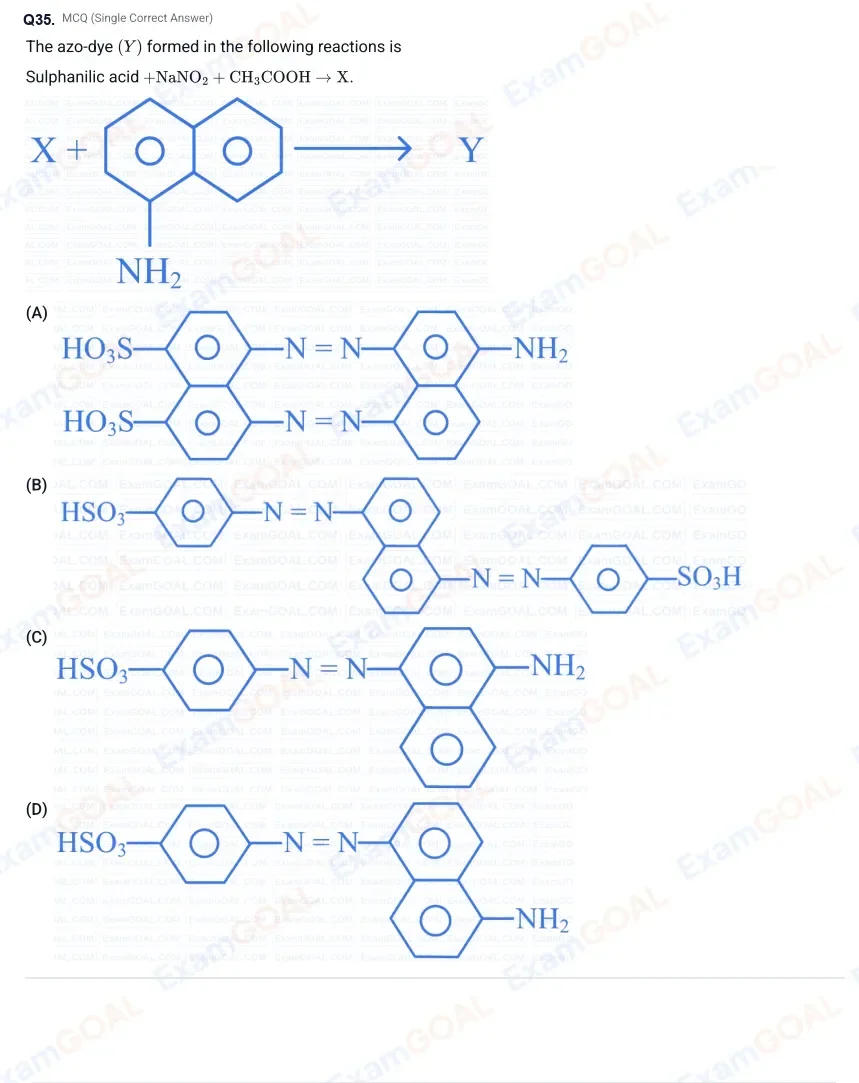 Q35. MCQ (Single Correct Answer)
The azo-dye (Y) formed in the following reactions is
Sulphanilic acid +NaNO₂ + CH₃COOH → X.
X + → Y
NH₂
(A)
HO₃S N = N NH₂
HO₃S N = N
(B)
HSO₃ N = N
N = N SO₃H
(C)
HSO₃ N = N NH₂
(D)
HSO₃ N = N
NH₂
ExamGOAL